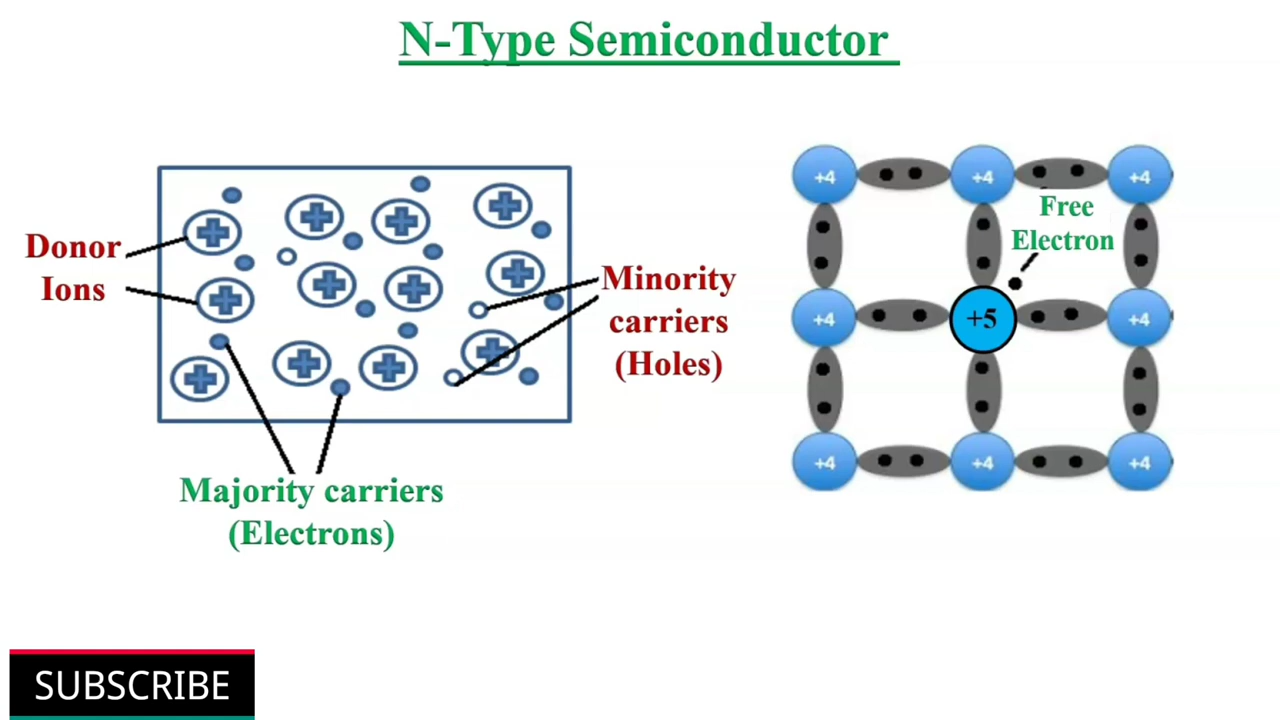 N-Type Semiconductor
Donor
Ions
Minority
carriers
(Holes)
Majority carriers
(Electrons)
+4 +4 +4
Free
Electron
+4 +5 +4
+4 +4 +4
SUBSCRIBE